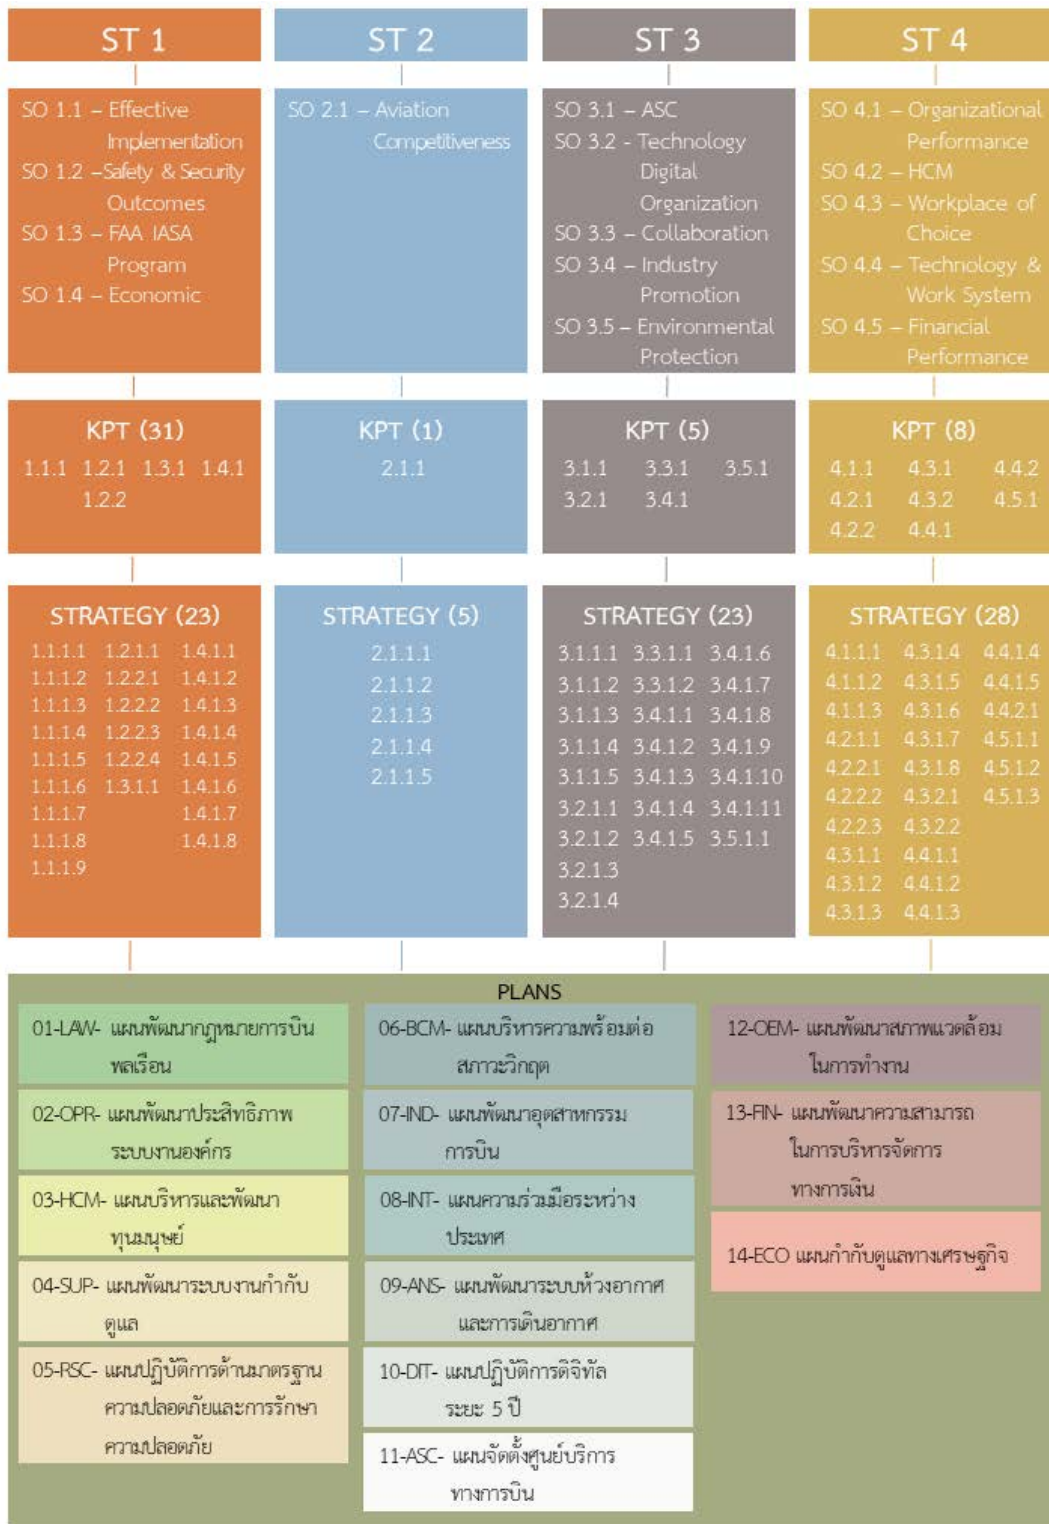 ST 1
SO 1.1 – Effective
Implementation
SO 1.2 –Safety & Security
Outcomes
SO 1.3 – FAA IASA
Program
SO 1.4 – Economic
KPT (31)
1.1.1 1.2.1 1.3.1 1.4.1
1.2.2
STRATEGY (23)
1.1.1.1 1.2.1.1 1.4.1.1
1.1.1.2 1.2.2.1 1.4.1.2
1.1.1.3 1.2.2.2 1.4.1.3
1.1.1.4 1.2.2.3 1.4.1.4
1.1.1.5 1.2.2.4 1.4.1.5
1.1.1.6 1.3.1.1 1.4.1.6
1.1.1.7 1.4.1.7
1.1.1.8 1.4.1.8
1.1.1.9
ST 2
SO 2.1 – Aviation
Competitiveness
KPT (1)
2.1.1
STRATEGY (5)
2.1.1.1
2.1.1.2
2.1.1.3
2.1.1.4
2.1.1.5
ST 3
SO 3.1 – ASC
SO 3.2 - Technology
Digital
Organization
SO 3.3 – Collaboration
SO 3.4 – Industry
Promotion
SO 3.5 – Environmental
Protection
KPT (5)
3.1.1 3.3.1 3.5.1
3.2.1 3.4.1
STRATEGY (23)
3.1.1.1 3.3.1.1 3.4.1.6
3.1.1.2 3.3.1.2 3.4.1.7
3.1.1.3 3.4.1.1 3.4.1.8
3.1.1.4 3.4.1.2 3.4.1.9
3.1.1.5 3.4.1.3 3.4.1.10
3.2.1.1 3.4.1.4 3.4.1.11
3.2.1.2 3.4.1.5 3.5.1.1
3.2.1.3
3.2.1.4
ST 4
SO 4.1 – Organizational
Performance
SO 4.2 – HCM
SO 4.3 – Workplace of
Choice
SO 4.4 – Technology &
Work System
SO 4.5 – Financial
Performance
KPT (8)
4.1.1 4.3.1 4.4.2
4.2.1 4.3.2 4.5.1
4.2.2 4.4.1
STRATEGY (28)
4.1.1.1 4.3.1.4 4.4.1.4
4.1.1.2 4.3.1.5 4.4.1.5
4.1.1.3 4.3.1.6 4.4.2.1
4.2.1.1 4.3.1.7 4.5.1.1
4.2.2.1 4.3.1.8 4.5.1.2
4.2.2.2 4.3.2.1 4.5.1.3
4.2.2.3 4.3.2.2
4.3.1.1 4.4.1.1
4.3.1.2 4.4.1.2
4.3.1.3 4.4.1.3
PLANS
01-LAW- แผนพัฒนากฎหมายการบิน
พลเรือน
02-OPR- แผนพัฒนาประสิทธิภาพ
ระบบงานองค์กร
03-HCM- แผนบริหารและพัฒนา
ทุนมนุษย์
04-SUP- แผนพัฒนาระบบงานกำกับ
ดูแล
05-RSC- แผนปฏิบัติการด้านมาตรฐาน
ความปลอดภัยและการรักษา
ความปลอดภัย
06-BCM- แผนบริหารความพร้อมต่อ
สภาวะวิกฤต
07-IND- แผนพัฒนาอุตสาหกรรม
การบิน
08-INT- แผนความร่วมมือระหว่าง
ประเทศ
09-ANS- แผนพัฒนาระบบห้วงอากาศ
และการเดินอากาศ
10-DIT- แผนปฏิบัติการดิจิทัล
ระยะ 5 ปี
11-ASC- แผนจัดตั้งศูนย์บริการ
ทางการบิน
12-OEM- แผนพัฒนาสภาพแวดล้อม
ในการทำงาน
13-FIN- แผนพัฒนาความสามารถ
ในการบริหารจัดการ
ทางการเงิน
14-ECO แผนกำกับดูแลทางเศรษฐกิจ